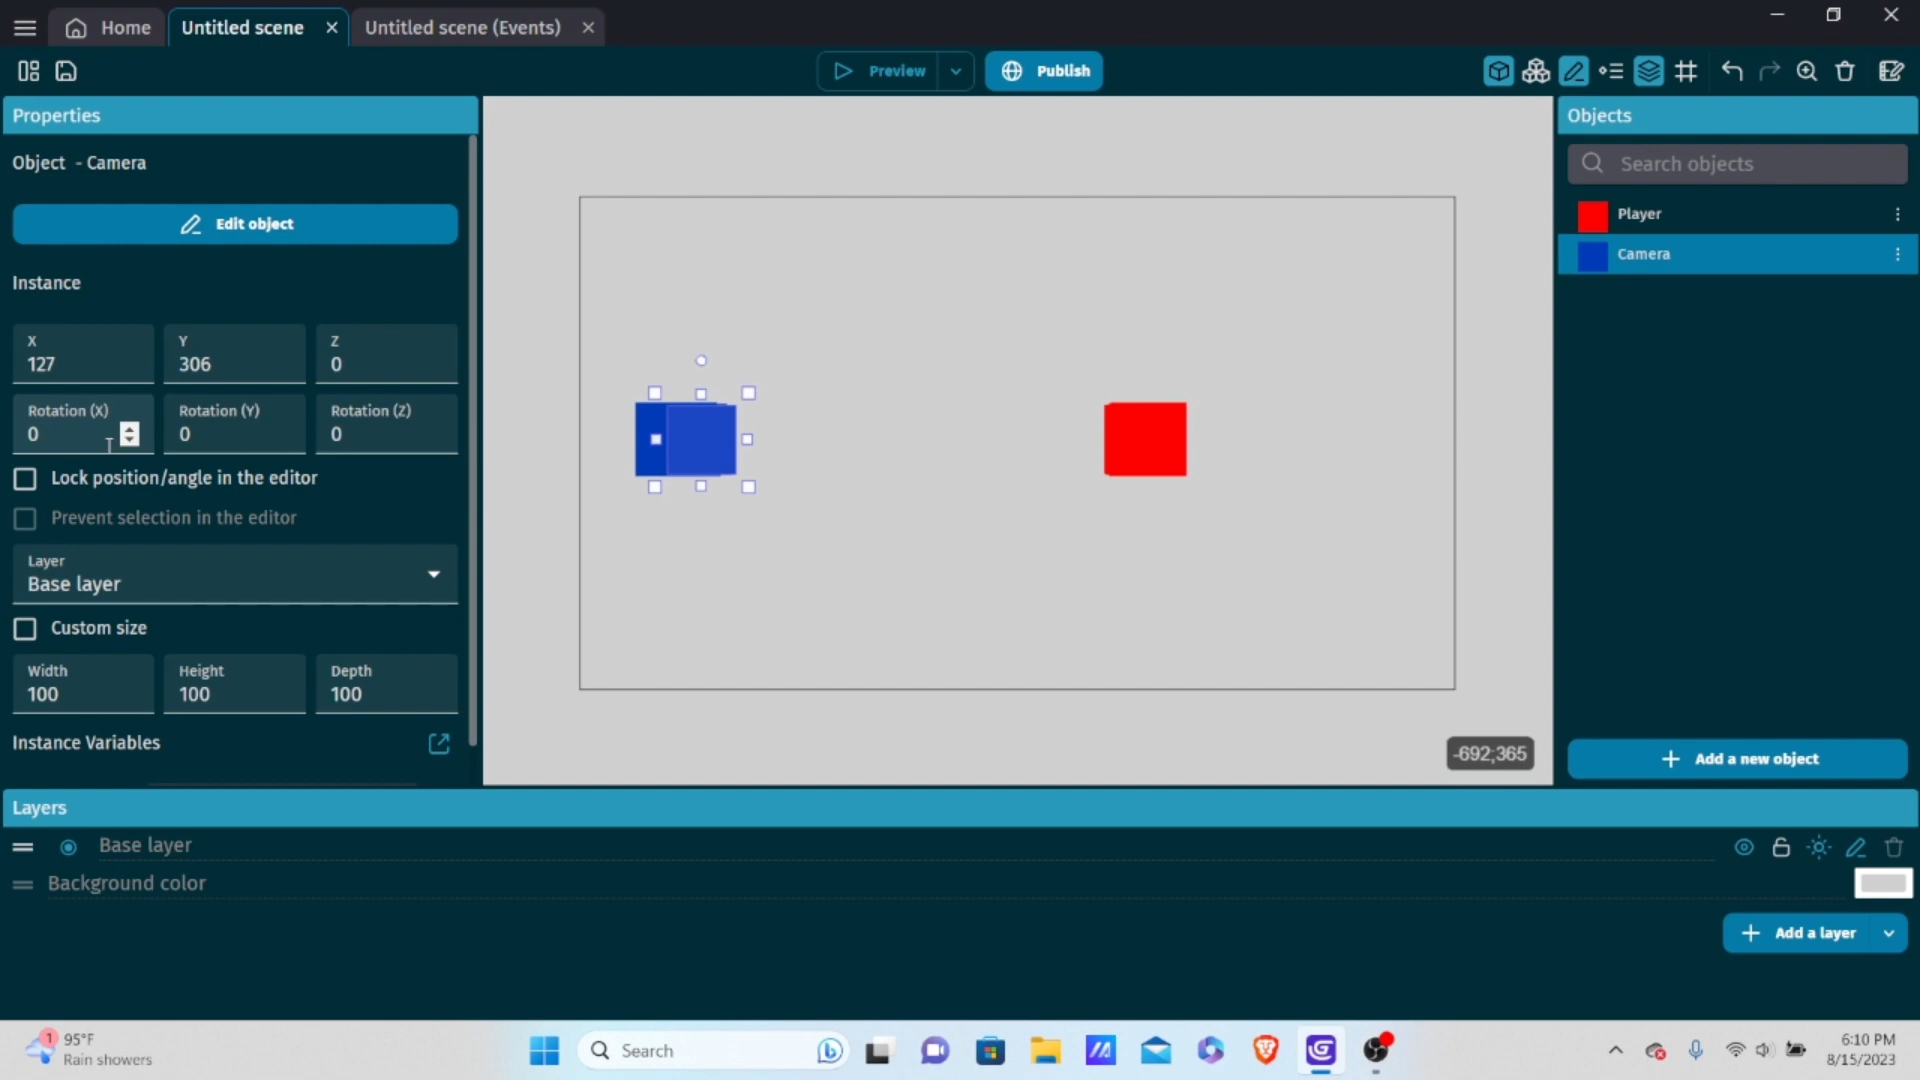 Home
Untitled scene
Untitled scene (Events)
Preview
Publish
Properties
Object - Camera
Edit object
Instance
X
127
Y
306
Z
0
Rotation (X)
0
Rotation (Y)
0
Rotation (Z)
0
Lock position/angle in the editor
Prevent selection in the editor
Layer
Base layer
Custom size
Width
100
Height
100
Depth
100
Instance Variables
-692;365
Objects
Search objects
Player
Camera
Add a new object
Layers
Base layer
Background color
Add a layer
1
95°F
Rain showers
Search
6:10 PM
8/15/2023